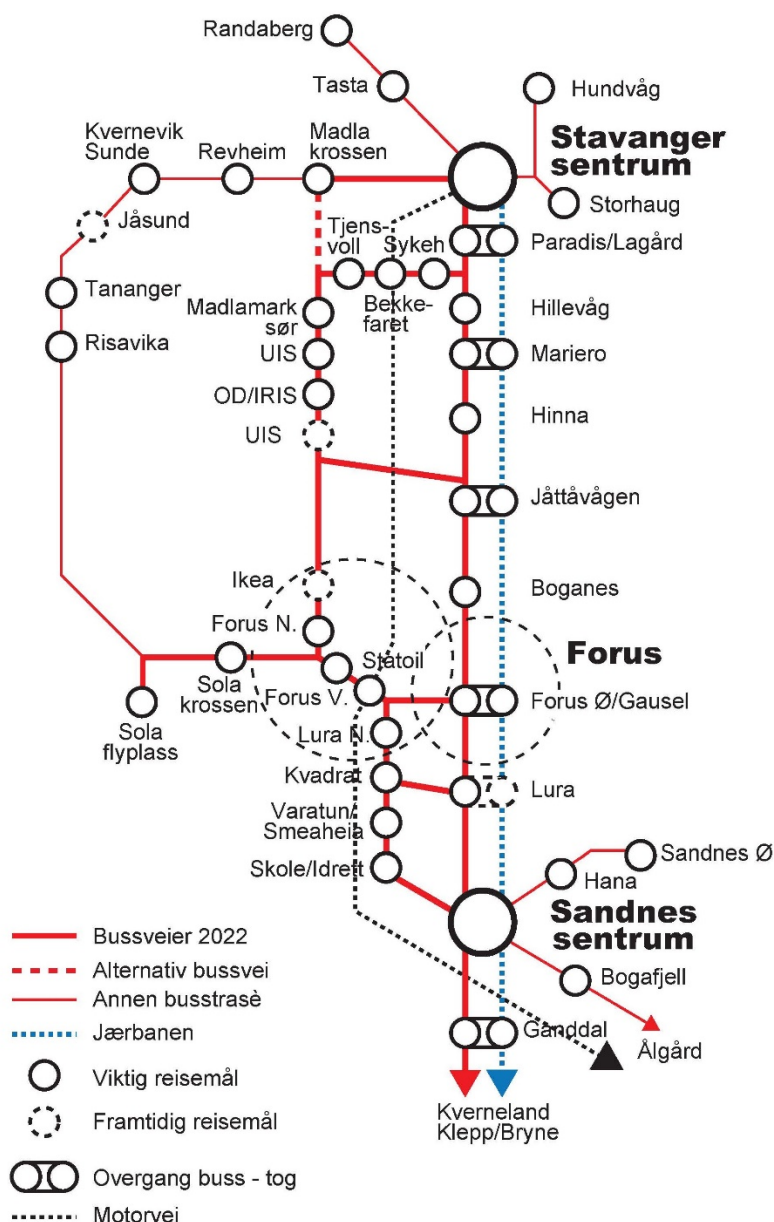 Randaberg
Tasta
Hundvåg
Kvernevik
Sunde
Revheim
Madla
krossen
Stavanger
sentrum
Storhaug
Jåsund
Tjens-
voll
Sykeh
Paradis/Lagård
Tananger
Madlamark
sør
Bekke-
faret
Hillevåg
Risavika
UIS
Mariero
OD/IRIS
Hinna
UIS
Jåttåvågen
Ikea
Boganes
Forus N.
Statoil
Forus
Sola
krossen
Forus V.
Forus Ø/Gausel
Sola
flyplass
Lura N.
Kvadrat
Lura
Varatun/
Smeaheia
Skole/Idrett
Sandnes Ø
Hana
Sandnes
sentrum
Bussveier 2022
Alternativ bussvei
Annen busstrasè
Jærbanen
Viktig reisemål
Framtidig reisemål
Overgang buss - tog
Motorvei
Bogafjell
Ganddal
Ålgård
Kverneland
Klepp/Bryne